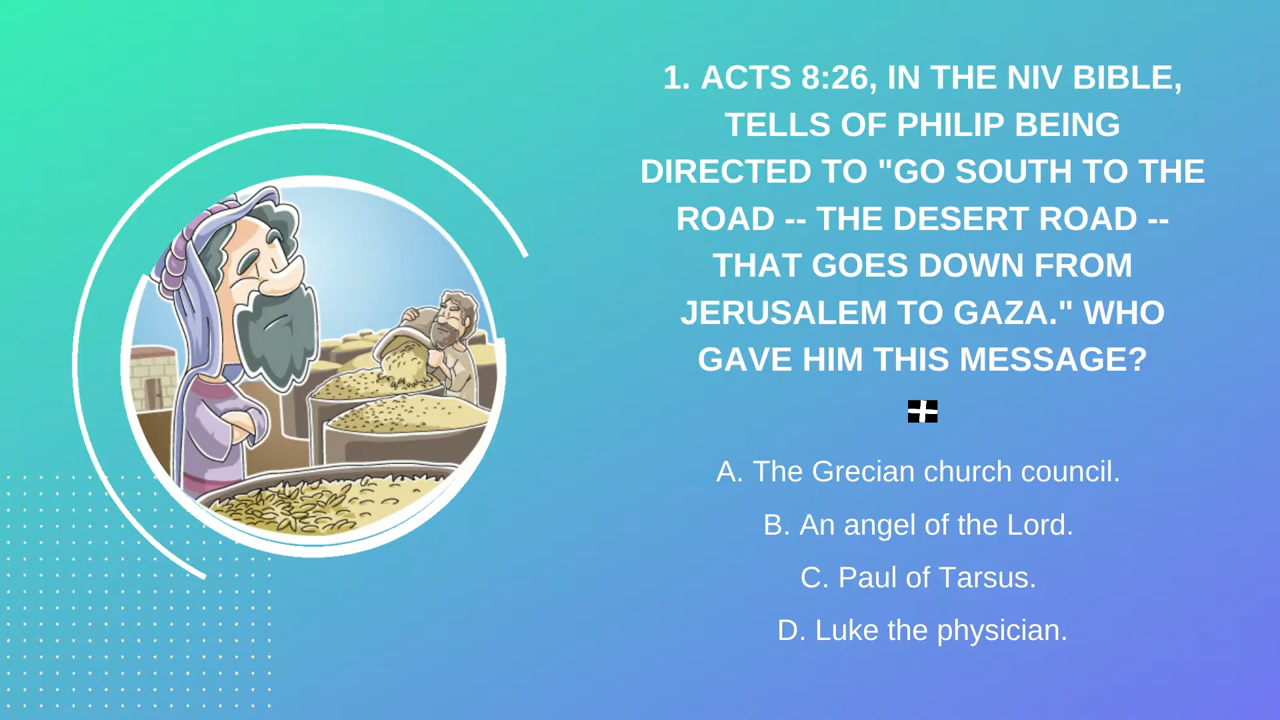 1. ACTS 8:26, IN THE NIV BIBLE,
TELLS OF PHILIP BEING
DIRECTED TO "GO SOUTH TO THE
ROAD -- THE DESERT ROAD --
THAT GOES DOWN FROM
JERUSALEM TO GAZA." WHO
GAVE HIM THIS MESSAGE?
A. The Grecian church council.
B. An angel of the Lord.
C. Paul of Tarsus.
D. Luke the physician.